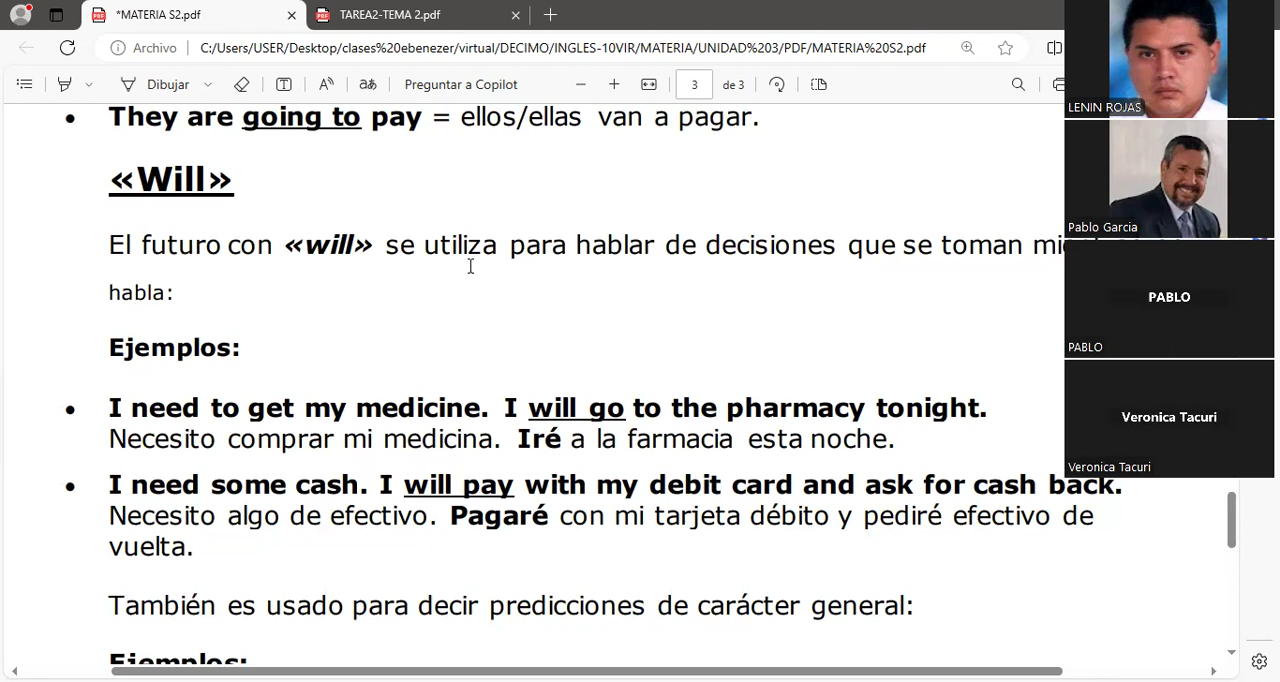 *MATERIA S2.pdf
TAREA2-TEMA 2.pdf
Archivo
C:/Users/USER/Desktop/clases%20ebenezer/virtual/DECIMO/INGLES-10VIR/MATERIA/UNIDAD%203/PDF/MATERIA%20S2.pdf
Dibujar
aあ
Preguntar a Copilot
3
de 3
They are going to pay = ellos/ellas van a pagar.
«Will»
El futuro con «will» se utiliza para hablar de decisiones que se toman
habla:
Ejemplos:
I need to get my medicine. I will go to the pharmacy tonight.
Necesito comprar mi medicina. Iré a la farmacia esta noche.
I need some cash. I will pay with my debit card and ask for cash back.
Necesito algo de efectivo. Pagaré con mi tarjeta débito y pediré efectivo de
vuelta.
También es usado para decir predicciones de carácter general:
Ejemplos:
LENIN ROJAS
Pablo Garcia
PABLO
PABLO
Veronica Tacuri
Veronica Tacuri